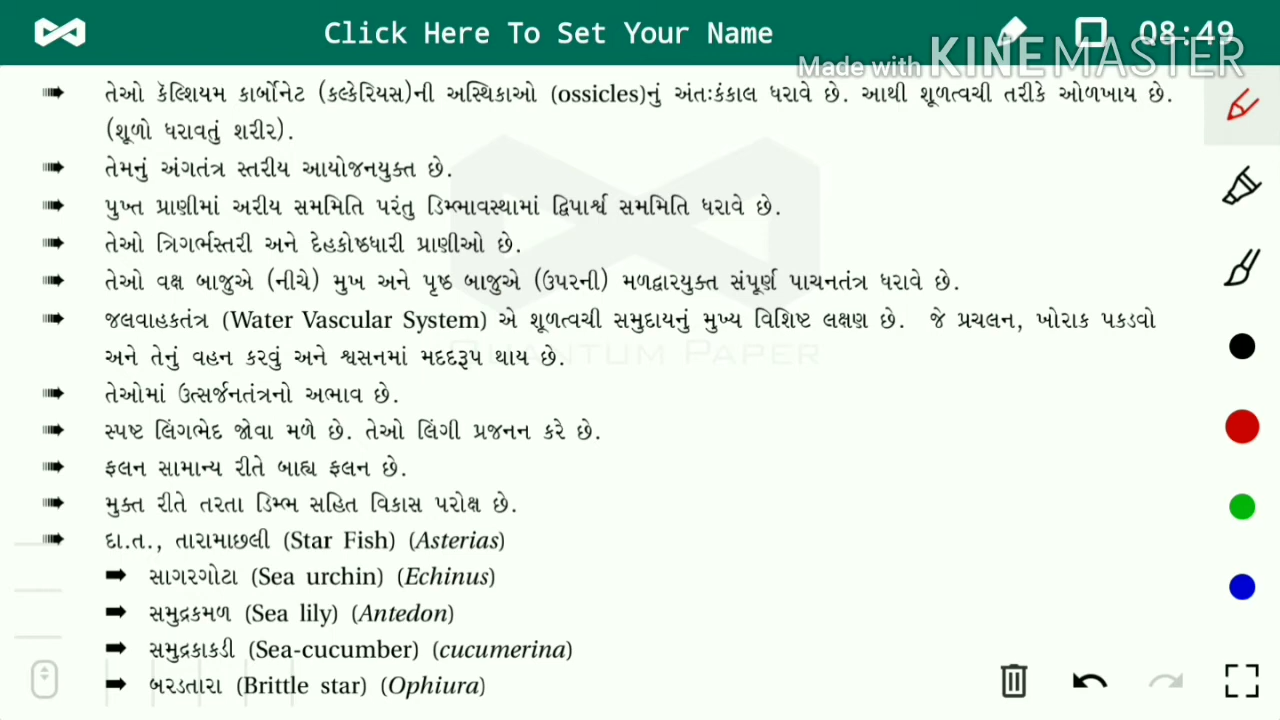 Click Here To Set Your Name
08:49
Made with KINEMASTER
તેઓ કૅલ્શિયમ કાર્બોનેટ (કલ્કેરિયસ)ની અસ્થિકાઓ (ossicles)નું અંતઃકંકાલ ધરાવે છે. આથી શૂળત્વચી તરીકે ઓળખાય છે.
(શૂળો ધરાવતું શરીર).
તેમનું અંગતંત્ર સ્તરીય આયોજનયુક્ત છે.
પુખ્ત પ્રાણીમાં અરીય સમમિતિ પરંતુ ડિમ્ભાવસ્થામાં દ્વિપાર્શ્વ સમમિતિ ધરાવે છે.
તેઓ ત્રિગર્ભસ્તરી અને દેહકોષ્ઠધારી પ્રાણીઓ છે.
તેઓ વક્ષ બાજુએ (નીચે) મુખ અને પૃષ્ઠ બાજુએ (ઉપરની) મળદ્વારયુક્ત સંપૂર્ણ પાચનતંત્ર ધરાવે છે.
જલવાહકતંત્ર (Water Vascular System) એ શૂળત્વચી સમુદાયનું મુખ્ય વિશિષ્ટ લક્ષણ છે. જે પ્રચલન, ખોરાક પકડવો
અને તેનું વહન કરવું અને શ્વસનમાં મદદરૂપ થાય છે.
QUANTUM PAPER
તેઓમાં ઉત્સર્જનતંત્રનો અભાવ છે.
સ્પષ્ટ લિંગભેદ જોવા મળે છે. તેઓ લિંગી પ્રજનન કરે છે.
ફલન સામાન્ય રીતે બાહ્ય ફલન છે.
મુક્ત રીતે તરતા ડિમ્ભ સહિત વિકાસ પરોક્ષ છે.
દા.ત., તારામાછલી (Star Fish) (Asterias)
સાગરગોટા (Sea urchin) (Echinus)
સમુદ્રકમળ (Sea lily) (Antedon)
સમુદ્રકાકડી (Sea-cucumber) (cucumerina)
બરડતારા (Brittle star) (Ophiura)